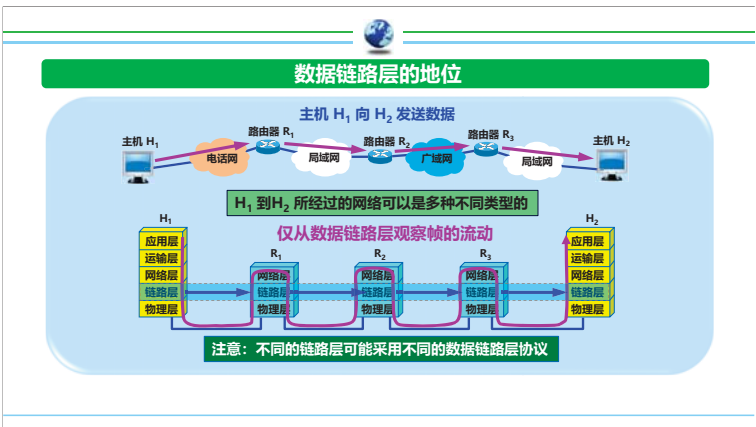 数据链路层的地位
主机 H1 向 H2 发送数据
主机 H1
路由器 R1
路由器 R2
路由器 R3
主机 H2
电话网
局域网
广域网
局域网
H1 到H2 所经过的网络可以是多种不同类型的
仅从数据链路层观察帧的流动
H1
应用层
运输层
网络层
链路层
物理层
R1
网络层
链路层
物理层
R2
网络层
链路层
物理层
R3
网络层
链路层
物理层
H2
应用层
运输层
网络层
链路层
物理层
注意：不同的链路层可能采用不同的数据链路层协议